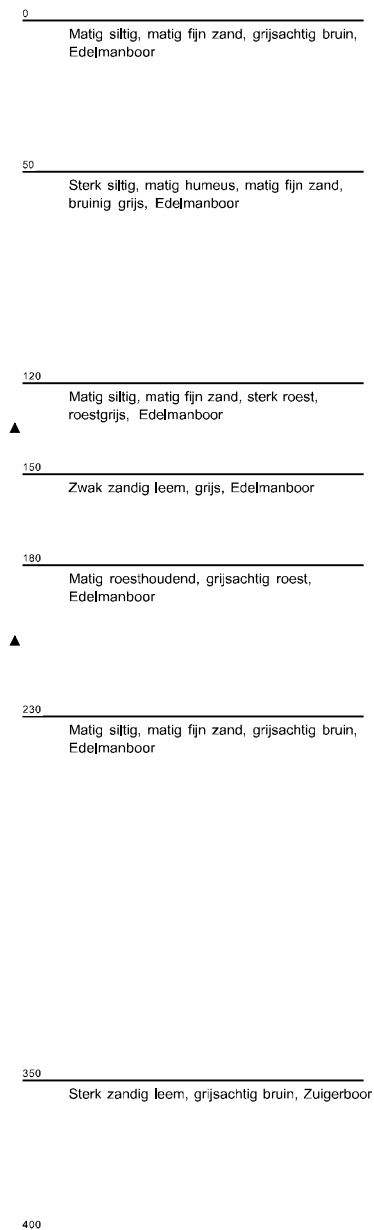 0
Matig siltig, matig fijn zand, grijsachtig bruin,
Edelmanboor
50
Sterk siltig, matig humeus, matig fijn zand,
bruinig grijs, Edelmanboor
120
Matig siltig, matig fijn zand, sterk roest,
roestgrijs, Edelmanboor
150
Zwak zandig leem, grijs, Edelmanboor
180
Matig roesthoudend, grijsachtig roest,
Edelmanboor
230
Matig siltig, matig fijn zand, grijsachtig bruin,
Edelmanboor
350
Sterk zandig leem, grijsachtig bruin, Zuigerboor
400